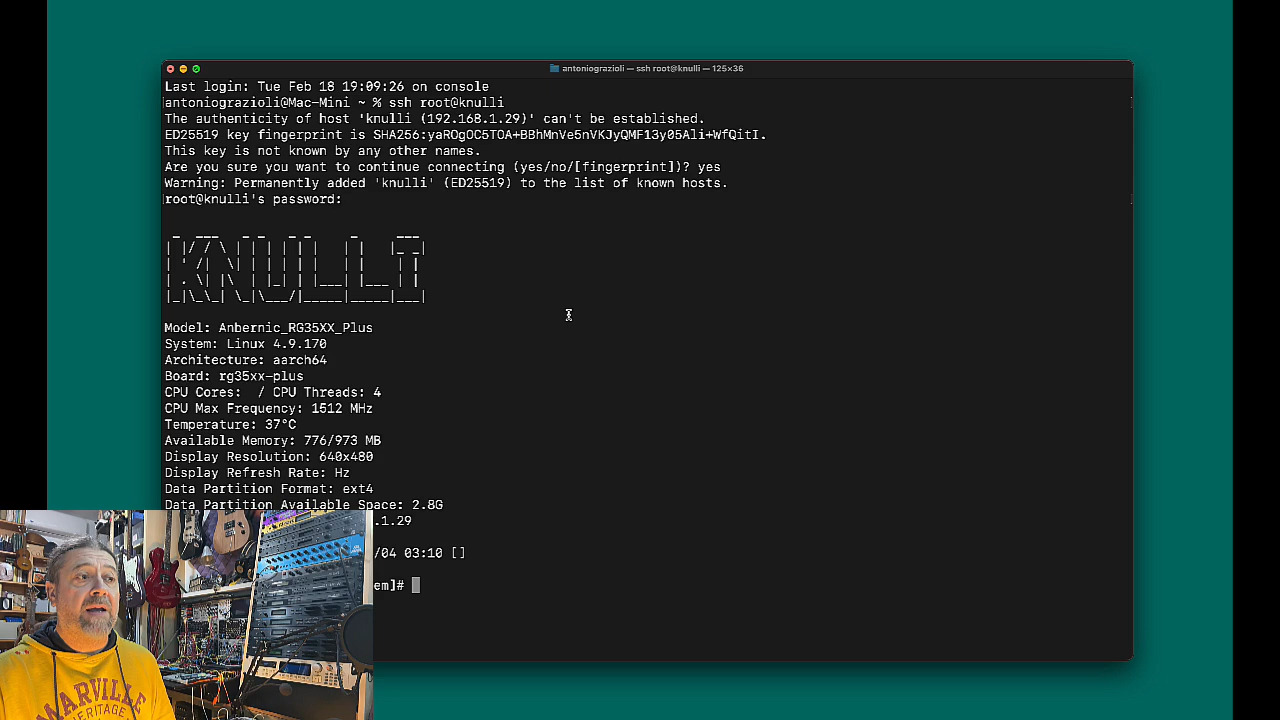 antoniograzioli — ssh root@knulli — 125×36
Last login: Tue Feb 18 19:09:26 on console
antoniograzioli@Mac-Mini ~ % ssh root@knulli
The authenticity of host 'knulli (192.168.1.29)' can't be established.
ED25519 key fingerprint is SHA256:yaROgOC5TOA+BBhMnVe5nVKJyQMF13y05Ali+WfQitI.
This key is not known by any other names.
Are you sure you want to continue connecting (yes/no/[fingerprint])? yes
Warning: Permanently added 'knulli' (ED25519) to the list of known hosts.
root@knulli's password:
KNULLI
Model: Anbernic_RG35XX_Plus
System: Linux 4.9.170
Architecture: aarch64
Board: rg35xx-plus
CPU Cores:  / CPU Threads: 4
CPU Max Frequency: 1512 MHz
Temperature: 37°C
Available Memory: 776/973 MB
Display Resolution: 640x480
Display Refresh Rate: Hz
Data Partition Format: ext4
Data Partition Available Space: 2.8G
.1.29
/04 03:10 []
em]#
MARVILLE
HERITAGE